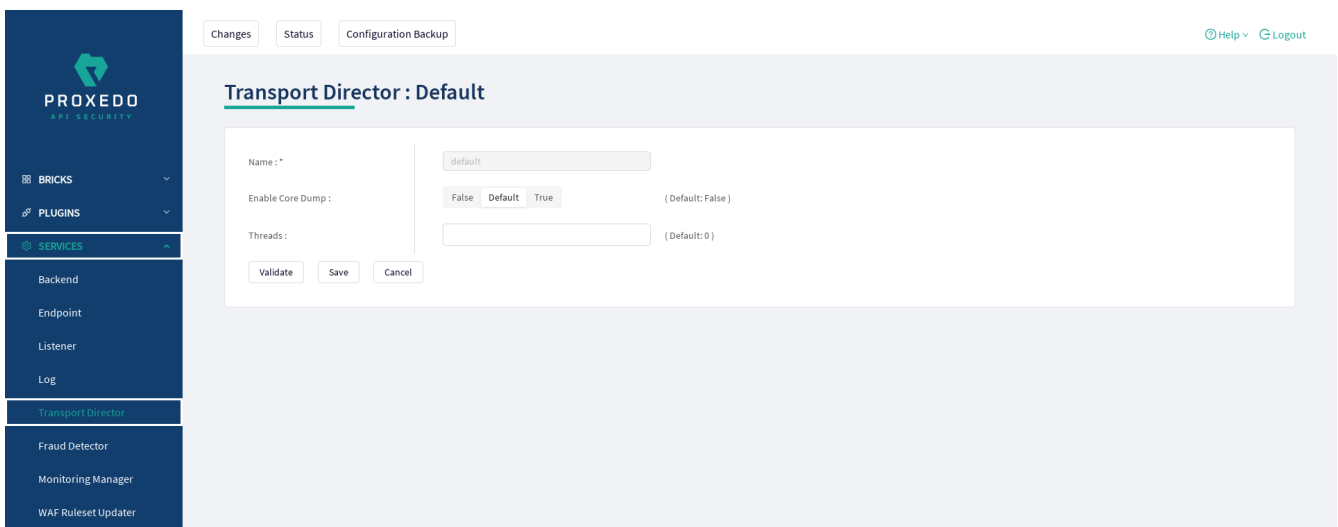 Changes Status Configuration Backup Help Logout
PROXEDO
API SECURITY
Transport Director : Default
Name : * default
BRICKS
Enable Core Dump : False Default True ( Default: False )
PLUGINS
Threads : ( Default: 0 )
SERVICES
Validate Save Cancel
Backend
Endpoint
Listener
Log
Transport Director
Fraud Detector
Monitoring Manager
WAF Ruleset Updater